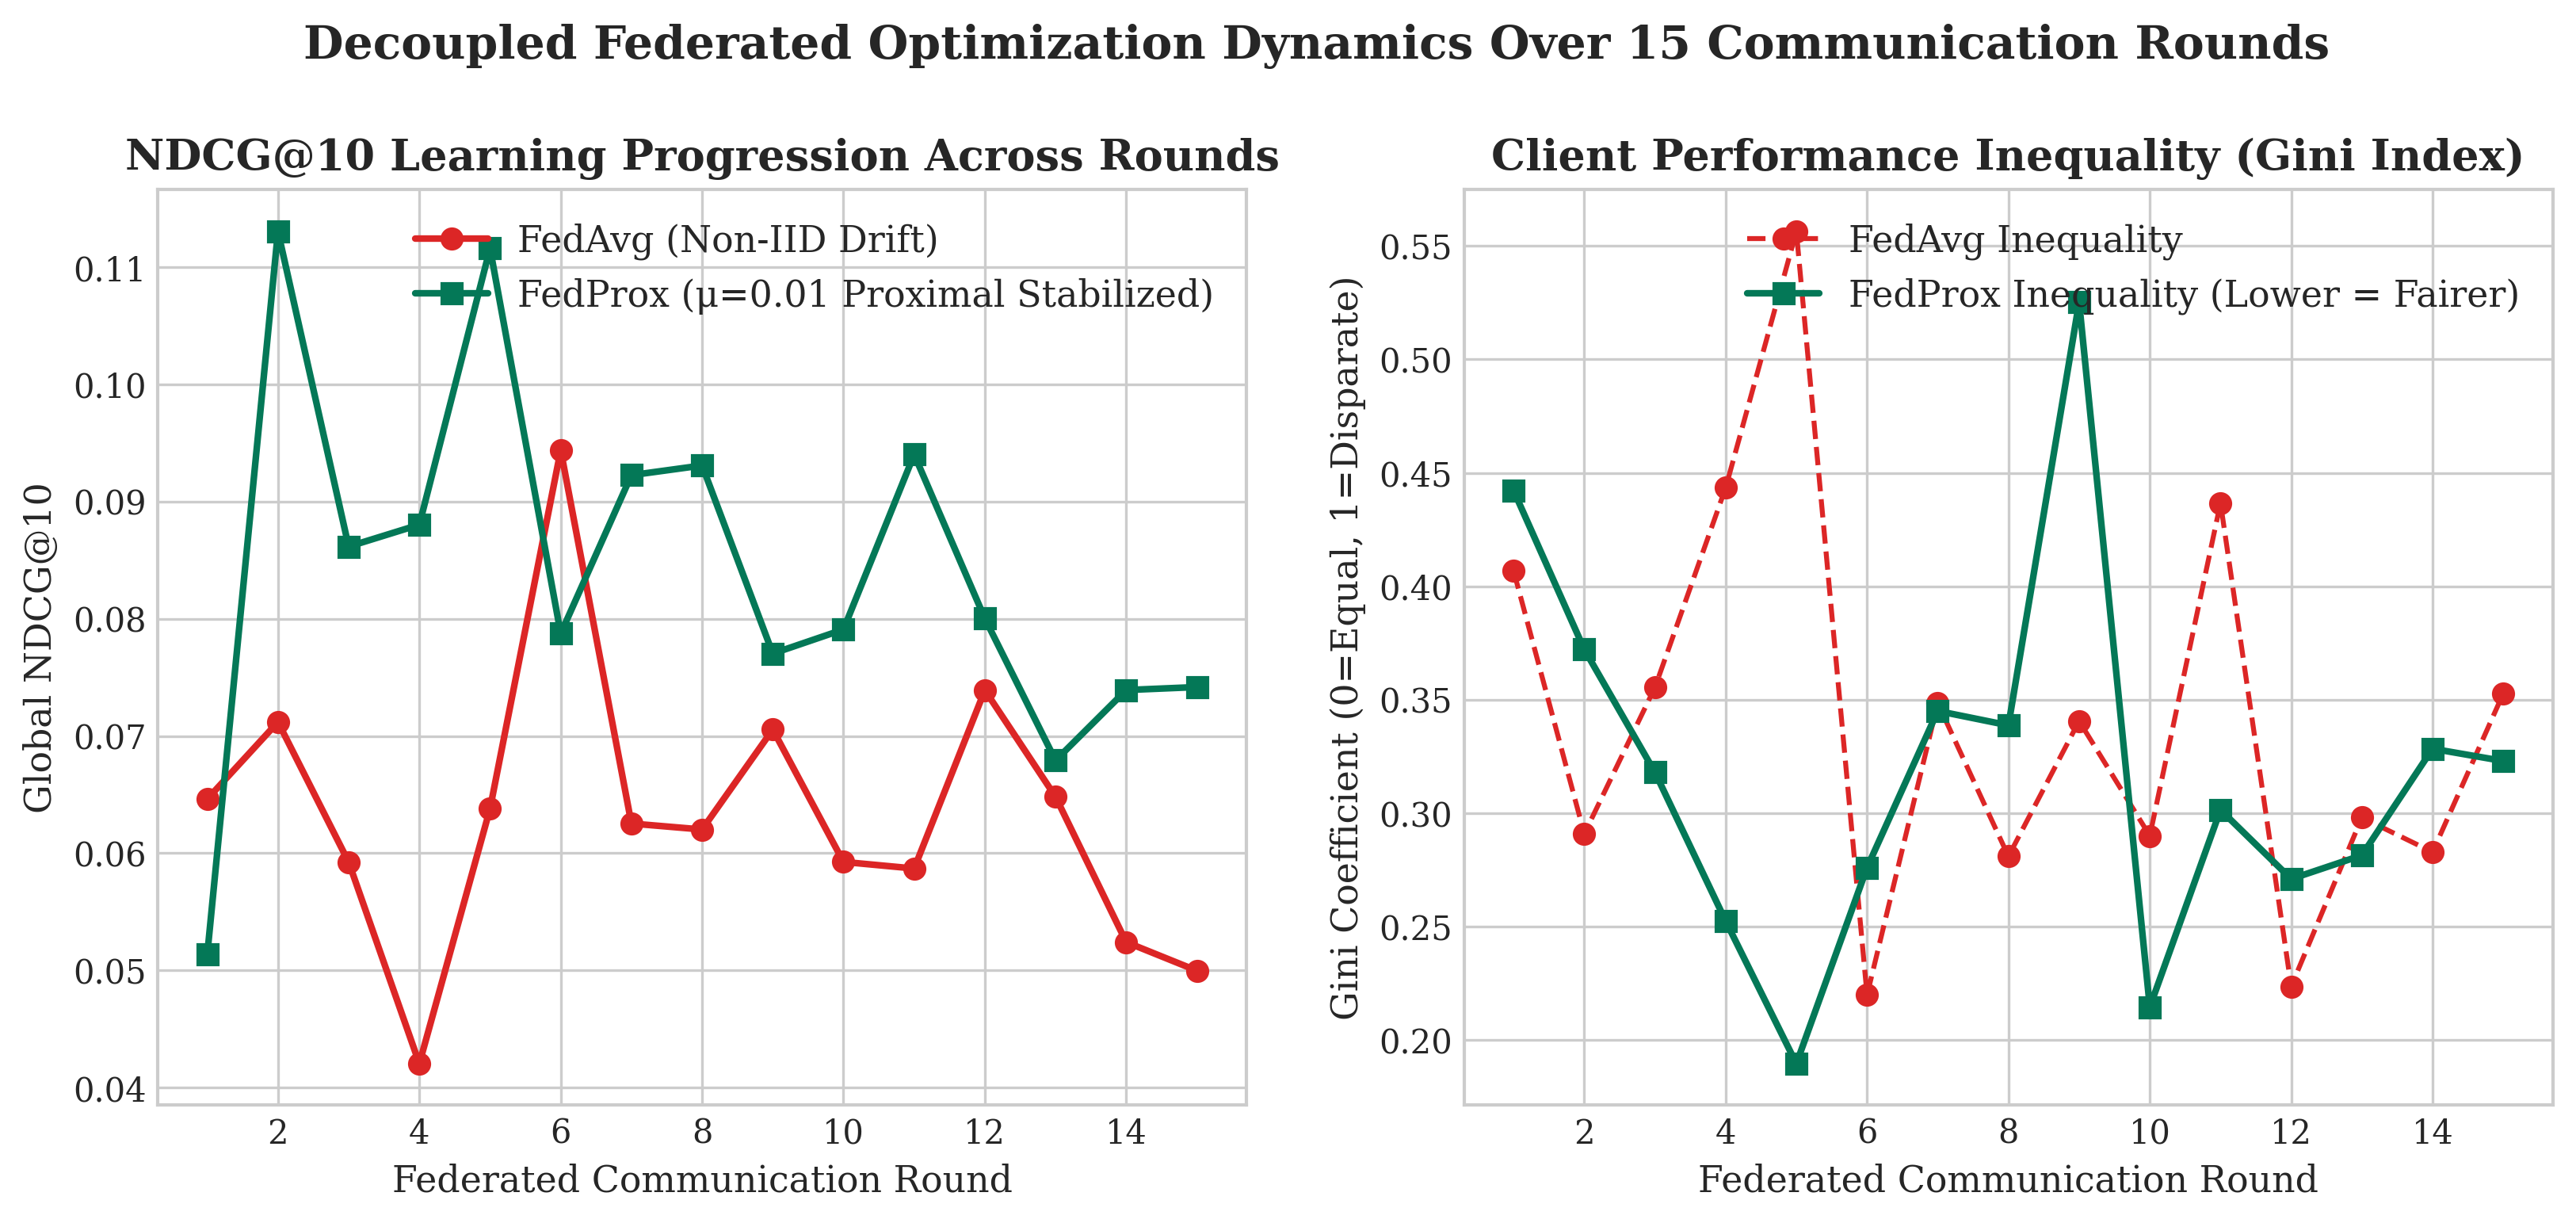 Decoupled Federated Optimization Dynamics Over 15 Communication Rounds
NDCG@10 Learning Progression Across Rounds
FedAvg (Non-IID Drift)
FedProx (μ=0.01 Proximal Stabilized)
Global NDCG@10
0.11
0.10
0.09
0.08
0.07
0.06
0.05
0.04
2 4 6 8 10 12 14
Federated Communication Round
Client Performance Inequality (Gini Index)
FedAvg Inequality
FedProx Inequality (Lower = Fairer)
Gini Coefficient (0=Equal, 1=Disparate)
0.55
0.50
0.45
0.40
0.35
0.30
0.25
0.20
2 4 6 8 10 12 14
Federated Communication Round